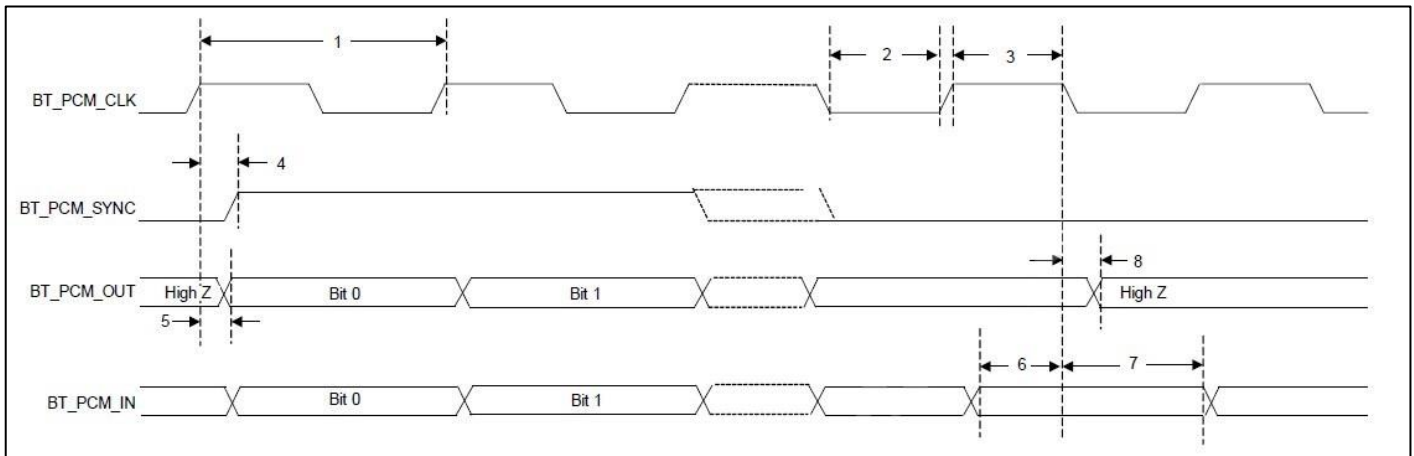 1
2
3
BT_PCM_CLK
4
BT_PCM_SYNC
8
BT_PCM_OUT High Z Bit 0 Bit 1 High Z
5
6 7
BT_PCM_IN Bit 0 Bit 1